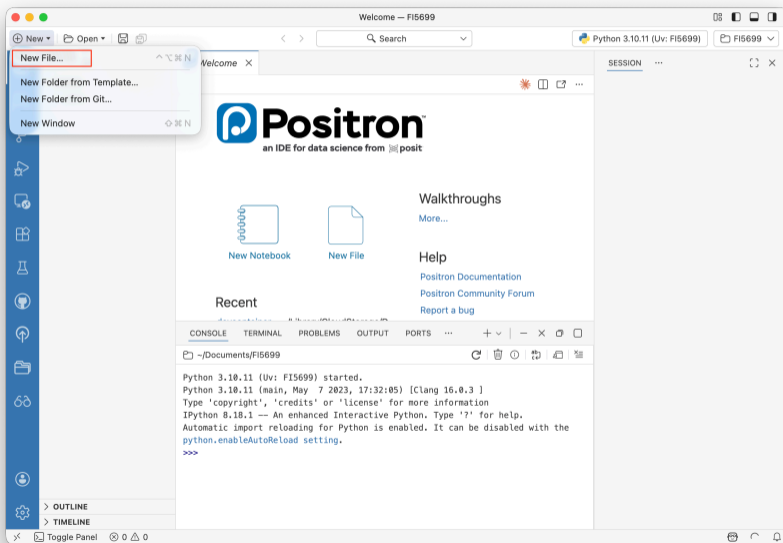 Welcome — FI5699
New
Open
Search
Python 3.10.11 (Uv: FI5699)
FI5699
New File...
⌃⌥⌘ N
New Folder from Template...
New Folder from Git...
New Window
⇧⌘ N
Welcome
SESSION
Positron
an IDE for data science from posit
New Notebook
New File
Walkthroughs
More...
Help
Positron Documentation
Positron Community Forum
Report a bug
Recent
CONSOLE TERMINAL PROBLEMS OUTPUT PORTS
~/Documents/FI5699
Python 3.10.11 (Uv: FI5699) started.
Python 3.10.11 (main, May  7 2023, 17:32:05) [Clang 16.0.3 ]
Type 'copyright', 'credits' or 'license' for more information
IPython 8.18.1 -- An enhanced Interactive Python. Type '?' for help.
Automatic import reloading for Python is enabled. It can be disabled with the
python.enableAutoReload setting.
>>>
OUTLINE
TIMELINE
Toggle Panel
0
0